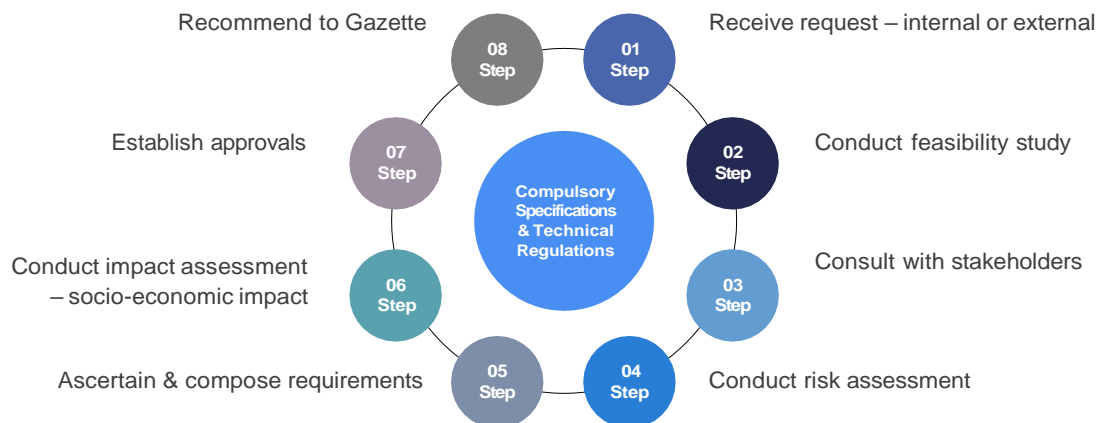 Recommend to Gazette
08
Step
01
Step
Receive request – internal or external
Establish approvals
07
Step
02
Step
Conduct feasibility study
Compulsory
Specifications
& Technical
Regulations
Conduct impact assessment
– socio-economic impact
06
Step
03
Step
Consult with stakeholders
Ascertain & compose requirements
05
Step
04
Step
Conduct risk assessment